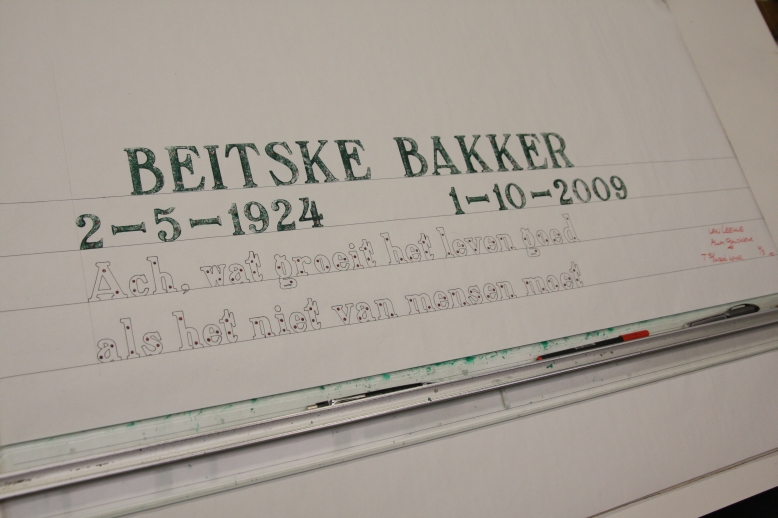 BEITSKE BAKKER
2-5-1924 1-10-2009
Ach, wat groeit het leven goed
als het niet van mensen moet